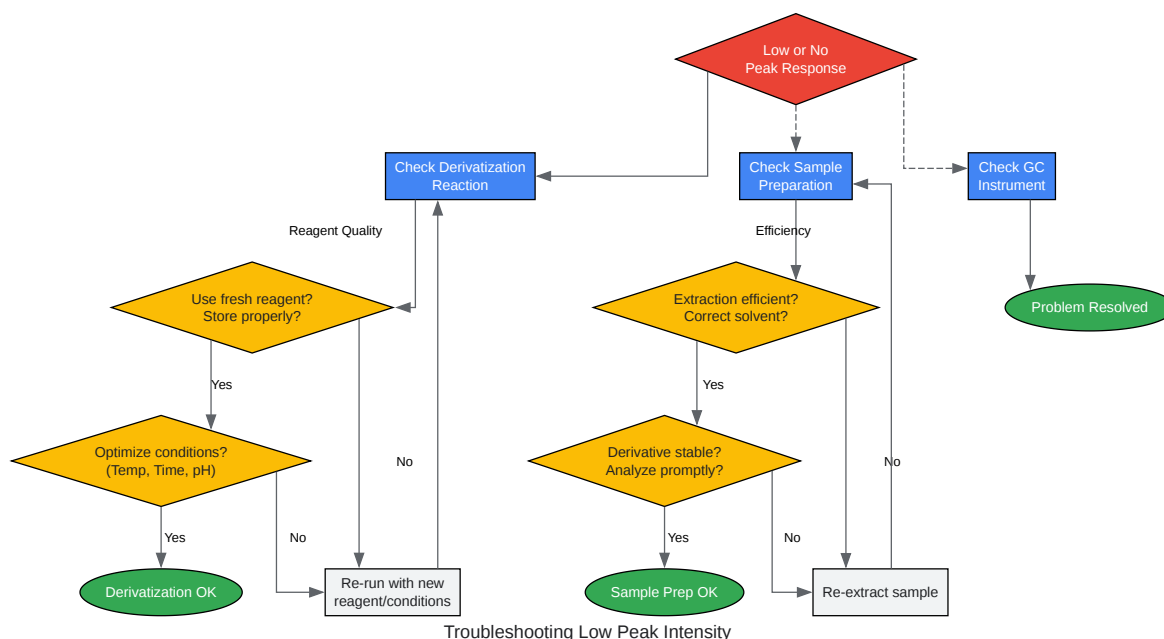 Low or No
Peak Response
Check Derivatization
Reaction
Check Sample
Preparation
Check GC
Instrument
Reagent Quality
Efficiency
Use fresh reagent?
Store properly?
Extraction efficient?
Correct solvent?
Problem Resolved
Yes
Yes
Optimize conditions?
(Temp, Time, pH)
No
Derivative stable?
Analyze promptly?
No
Yes
No
Yes
No
Derivatization OK
Re-run with new
reagent/conditions
Sample Prep OK
Re-extract sample
Troubleshooting Low Peak Intensity